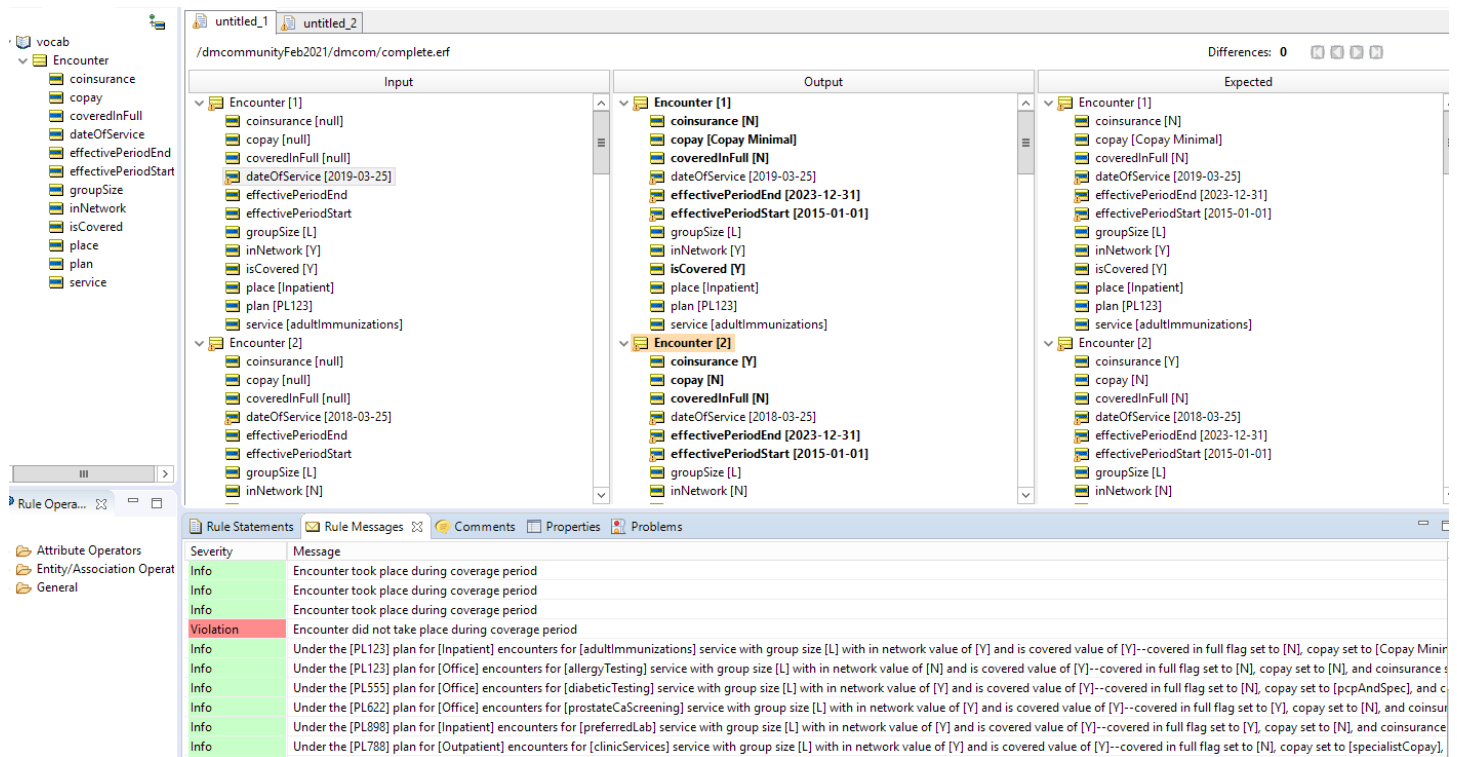 untitled_1
untitled_2
vocab
Encounter
coinsurance
copay
coveredInFull
dateOfService
effectivePeriodEnd
effectivePeriodStart
groupSize
inNetwork
isCovered
place
plan
service
/dmcommunityFeb2021/dmcom/complete.erf
Differences: 0
Input
Encounter [1]
coinsurance [null]
copay [null]
coveredInFull [null]
dateOfService [2019-03-25]
effectivePeriodEnd
effectivePeriodStart
groupSize [L]
inNetwork [Y]
isCovered [Y]
place [Inpatient]
plan [PL123]
service [adultImmunizations]
Encounter [2]
coinsurance [null]
copay [null]
coveredInFull [null]
dateOfService [2018-03-25]
effectivePeriodEnd
effectivePeriodStart
groupSize [L]
inNetwork [N]
Output
Encounter [1]
coinsurance [N]
copay [Copay Minimal]
coveredInFull [N]
dateOfService [2019-03-25]
effectivePeriodEnd [2023-12-31]
effectivePeriodStart [2015-01-01]
groupSize [L]
inNetwork [Y]
isCovered [Y]
place [Inpatient]
plan [PL123]
service [adultImmunizations]
Encounter [2]
coinsurance [Y]
copay [N]
coveredInFull [N]
dateOfService [2018-03-25]
effectivePeriodEnd [2023-12-31]
effectivePeriodStart [2015-01-01]
groupSize [L]
inNetwork [N]
Expected
Encounter [1]
coinsurance [N]
copay [Copay Minimal]
coveredInFull [N]
dateOfService [2019-03-25]
effectivePeriodEnd [2023-12-31]
effectivePeriodStart [2015-01-01]
groupSize [L]
inNetwork [Y]
isCovered [Y]
place [Inpatient]
plan [PL123]
service [adultImmunizations]
Encounter [2]
coinsurance [Y]
copay [N]
coveredInFull [N]
dateOfService [2018-03-25]
effectivePeriodEnd [2023-12-31]
effectivePeriodStart [2015-01-01]
groupSize [L]
inNetwork [N]
Rule Opera...
Attribute Operators
Entity/Association Operat
General
Rule Statements
Rule Messages
Comments
Properties
Problems
Severity Message
Info Encounter took place during coverage period
Info Encounter took place during coverage period
Info Encounter took place during coverage period
Violation Encounter did not take place during coverage period
Info Under the [PL123] plan for [Inpatient] encounters for [adultImmunizations] service with group size [L] with in network value of [Y] and is covered value of [Y]--covered in full flag set to [N], copay set to [Copay Minir
Info Under the [PL123] plan for [Office] encounters for [allergyTesting] service with group size [L] with in network value of [N] and is covered value of [Y]--covered in full flag set to [N], copay set to [N], and coinsurance s
Info Under the [PL555] plan for [Office] encounters for [diabeticTesting] service with group size [L] with in network value of [Y] and is covered value of [Y]--covered in full flag set to [N], copay set to [pcpAndSpec], and c
Info Under the [PL622] plan for [Office] encounters for [prostateCaScreening] service with group size [L] with in network value of [Y] and is covered value of [Y]--covered in full flag set to [Y], copay set to [N], and coinsur
Info Under the [PL898] plan for [Inpatient] encounters for [preferredLab] service with group size [L] with in network value of [Y] and is covered value of [Y]--covered in full flag set to [Y], copay set to [N], and coinsurance
Info Under the [PL788] plan for [Outpatient] encounters for [clinicServices] service with group size [L] with in network value of [Y] and is covered value of [Y]--covered in full flag set to [N], copay set to [specialistCopay],